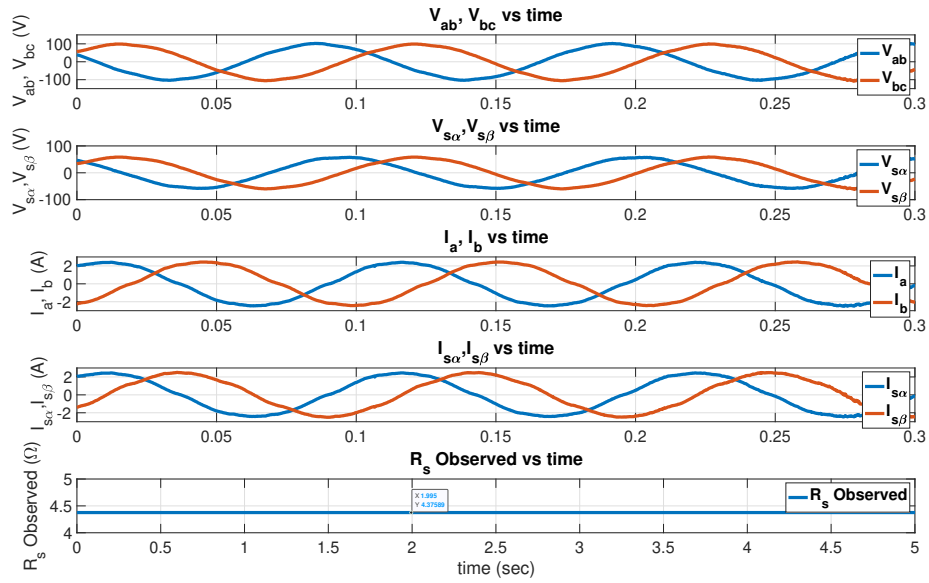 V_ab, V_bc vs time
V_ab, V_bc (V)
100
0
-100
V_ab
V_bc
0 0.05 0.1 0.15 0.2 0.25 0.3
V_sα,V_sβ vs time
V_sα,V_sβ (V)
100
0
-100
V_sα
V_sβ
0 0.05 0.1 0.15 0.2 0.25 0.3
I_a, I_b vs time
I_a, I_b (A)
2
0
-2
I_a
I_b
0 0.05 0.1 0.15 0.2 0.25 0.3
I_sα,I_sβ vs time
I_sα,I_sβ (A)
2
0
-2
I_sα
I_sβ
0 0.05 0.1 0.15 0.2 0.25 0.3
R_s Observed vs time
R_s Observed (Ω)
5
4.5
4
X 1.995
Y 4.37589
R_s Observed
0 0.5 1 1.5 2 2.5 3 3.5 4 4.5 5
time (sec)